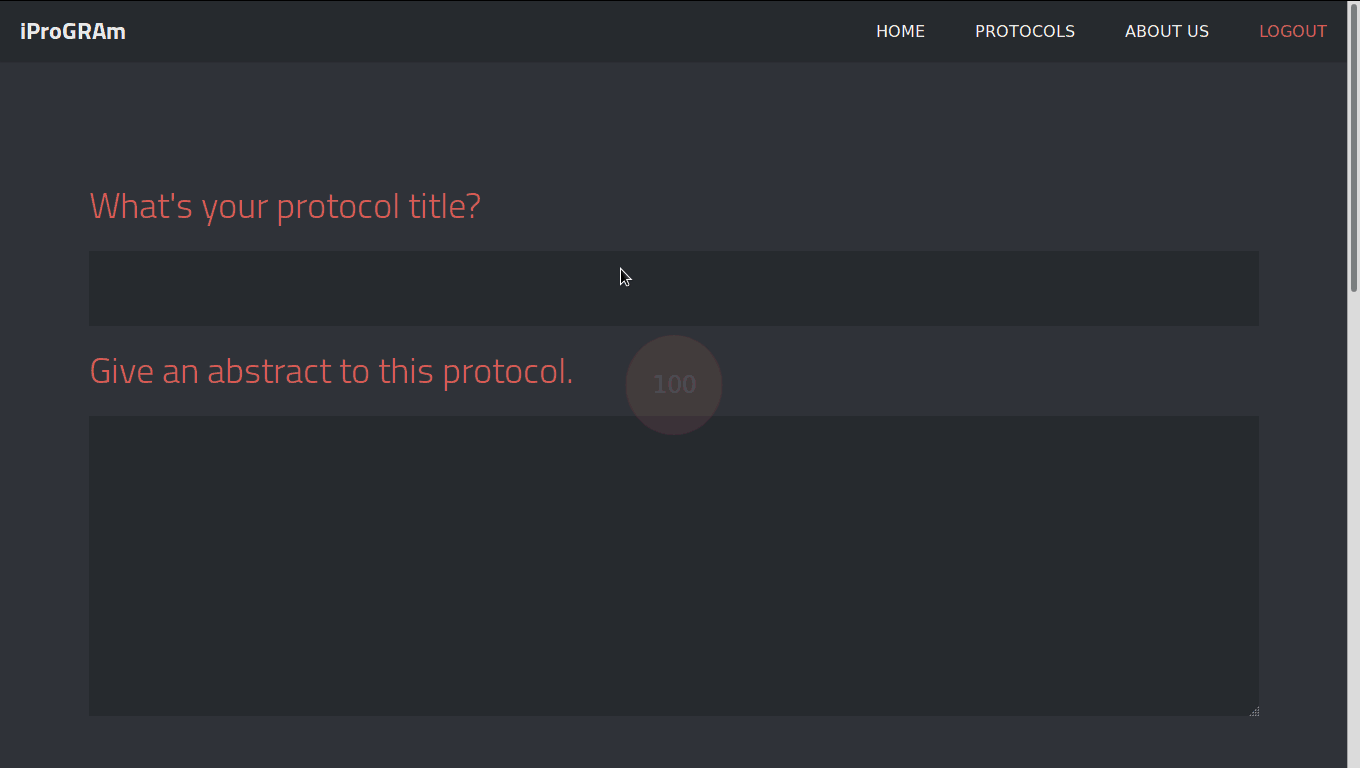 iProGRAm HOME PROTOCOLS ABOUT US LOGOUT
What's your protocol title?
Give an abstract to this protocol.
100